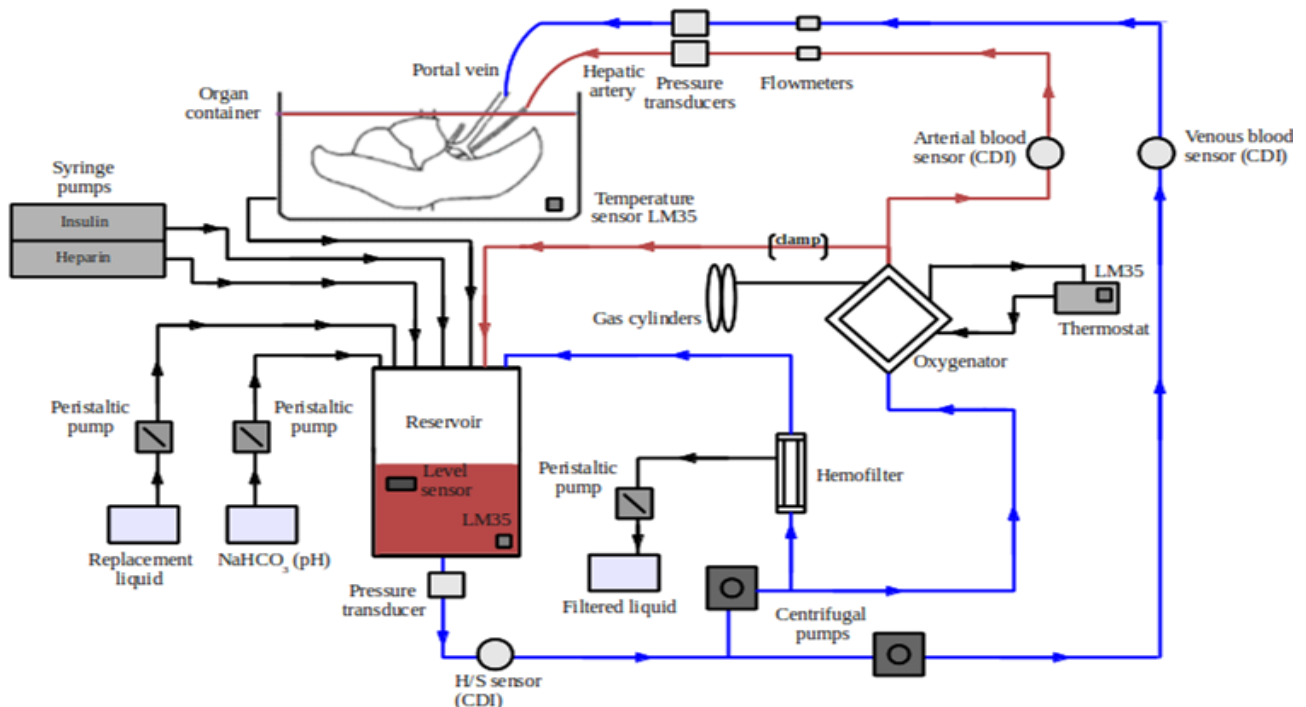 Portal vein
Hepatic
artery
Pressure
transducers
Flowmeters
Organ
container
Arterial blood
sensor (CDI)
Venous blood
sensor (CDI)
Syringe
pumps
Insulin
Heparin
Temperature
sensor LM35
clamp
Gas cylinders
LM35
Thermostat
Oxygenator
Peristaltic
pump
Peristaltic
pump
Reservoir
Level
sensor
LM35
Peristaltic
pump
Hemofilter
Replacement
liquid
NaHCO₃ (pH)
Pressure
transducer
Filtered liquid
Centrifugal
pumps
H/S sensor
(CDI)